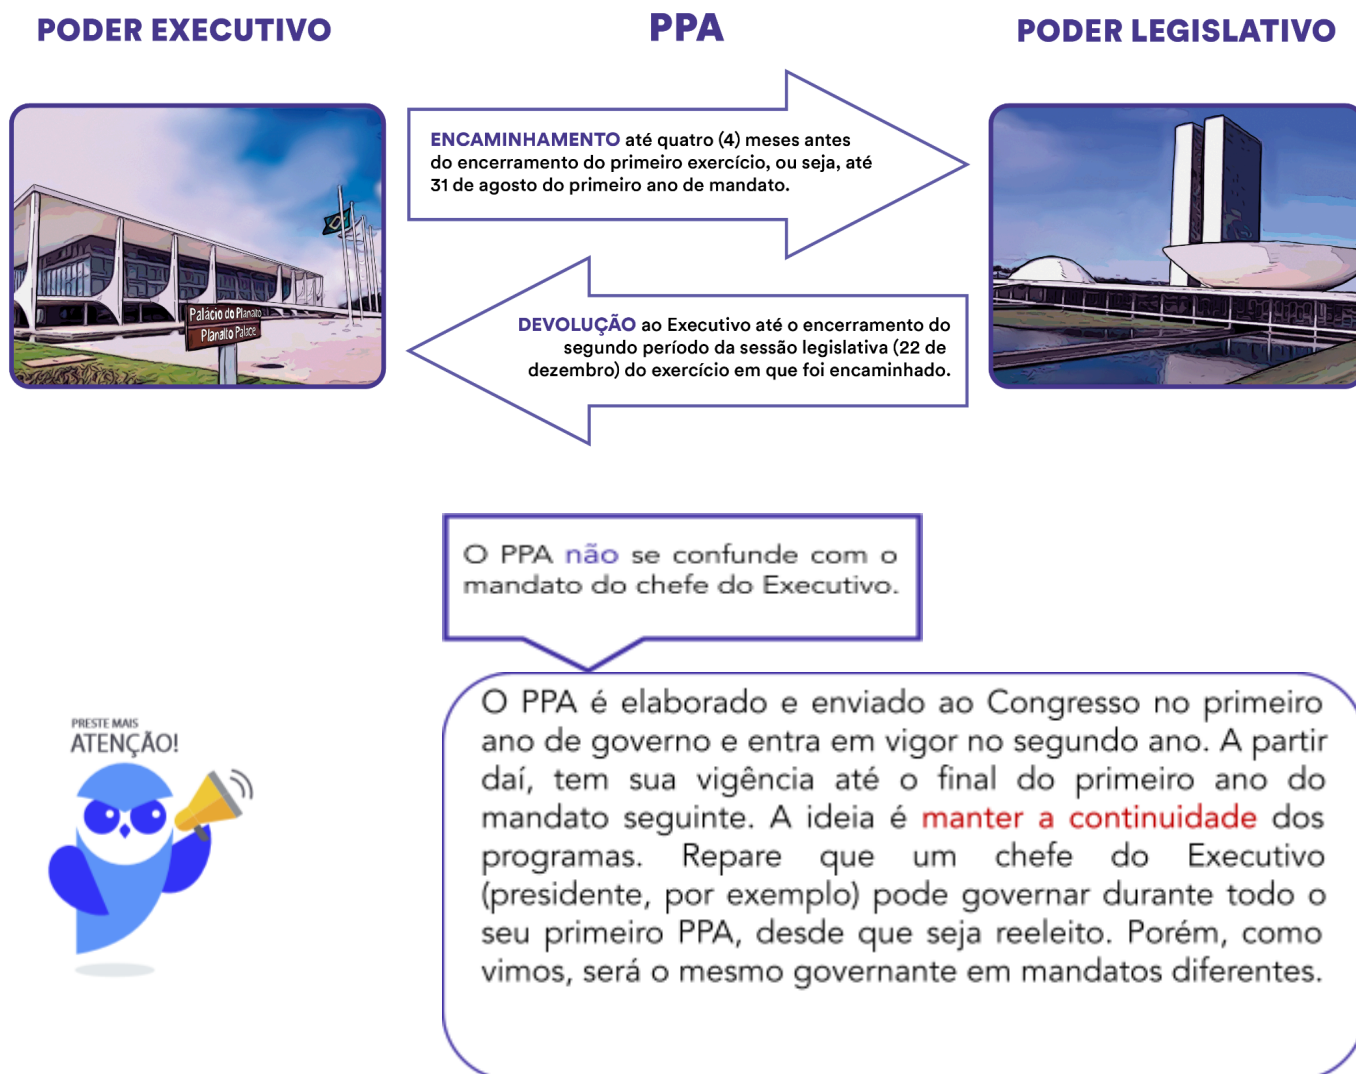 PODER EXECUTIVO
PPA
PODER LEGISLATIVO
ENCAMINHAMENTO até quatro (4) meses antes
do encerramento do primeiro exercício, ou seja, até
31 de agosto do primeiro ano de mandato.
Palácio do Planalto
Planalto Palace
DEVOLUÇÃO ao Executivo até o encerramento do
segundo período da sessão legislativa (22 de
dezembro) do exercício em que foi encaminhado.
O PPA não se confunde com o
mandato do chefe do Executivo.
PRESTE MAIS
ATENÇÃO!
O PPA é elaborado e enviado ao Congresso no primeiro
ano de governo e entra em vigor no segundo ano. A partir
daí, tem sua vigência até o final do primeiro ano do
mandato seguinte. A ideia é manter a continuidade dos
programas. Repare que um chefe do Executivo
(presidente, por exemplo) pode governar durante todo o
seu primeiro PPA, desde que seja reeleito. Porém, como
vimos, será o mesmo governante em mandatos diferentes.